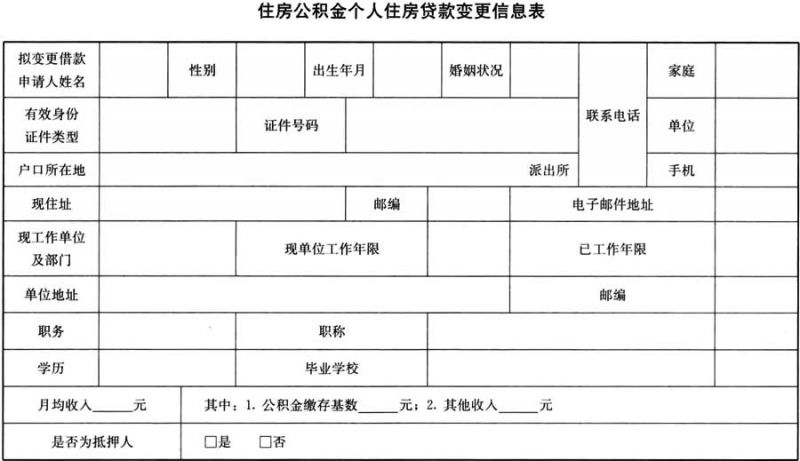 住房公积金个人住房贷款变更信息表
拟变更借款
申请人姓名
性别
出生年月
婚姻状况
联系电话
家庭
有效身份
证件类型
证件号码
单位
户口所在地
派出所
手机
现住址
邮编
电子邮件地址
现工作单位
及部门
现单位工作年限
已工作年限
单位地址
邮编
职务
职称
学历
毕业学校
月均收入______元
其中：1. 公积金缴存基数______元；2. 其他收入______元
是否为抵押人
□是 □否